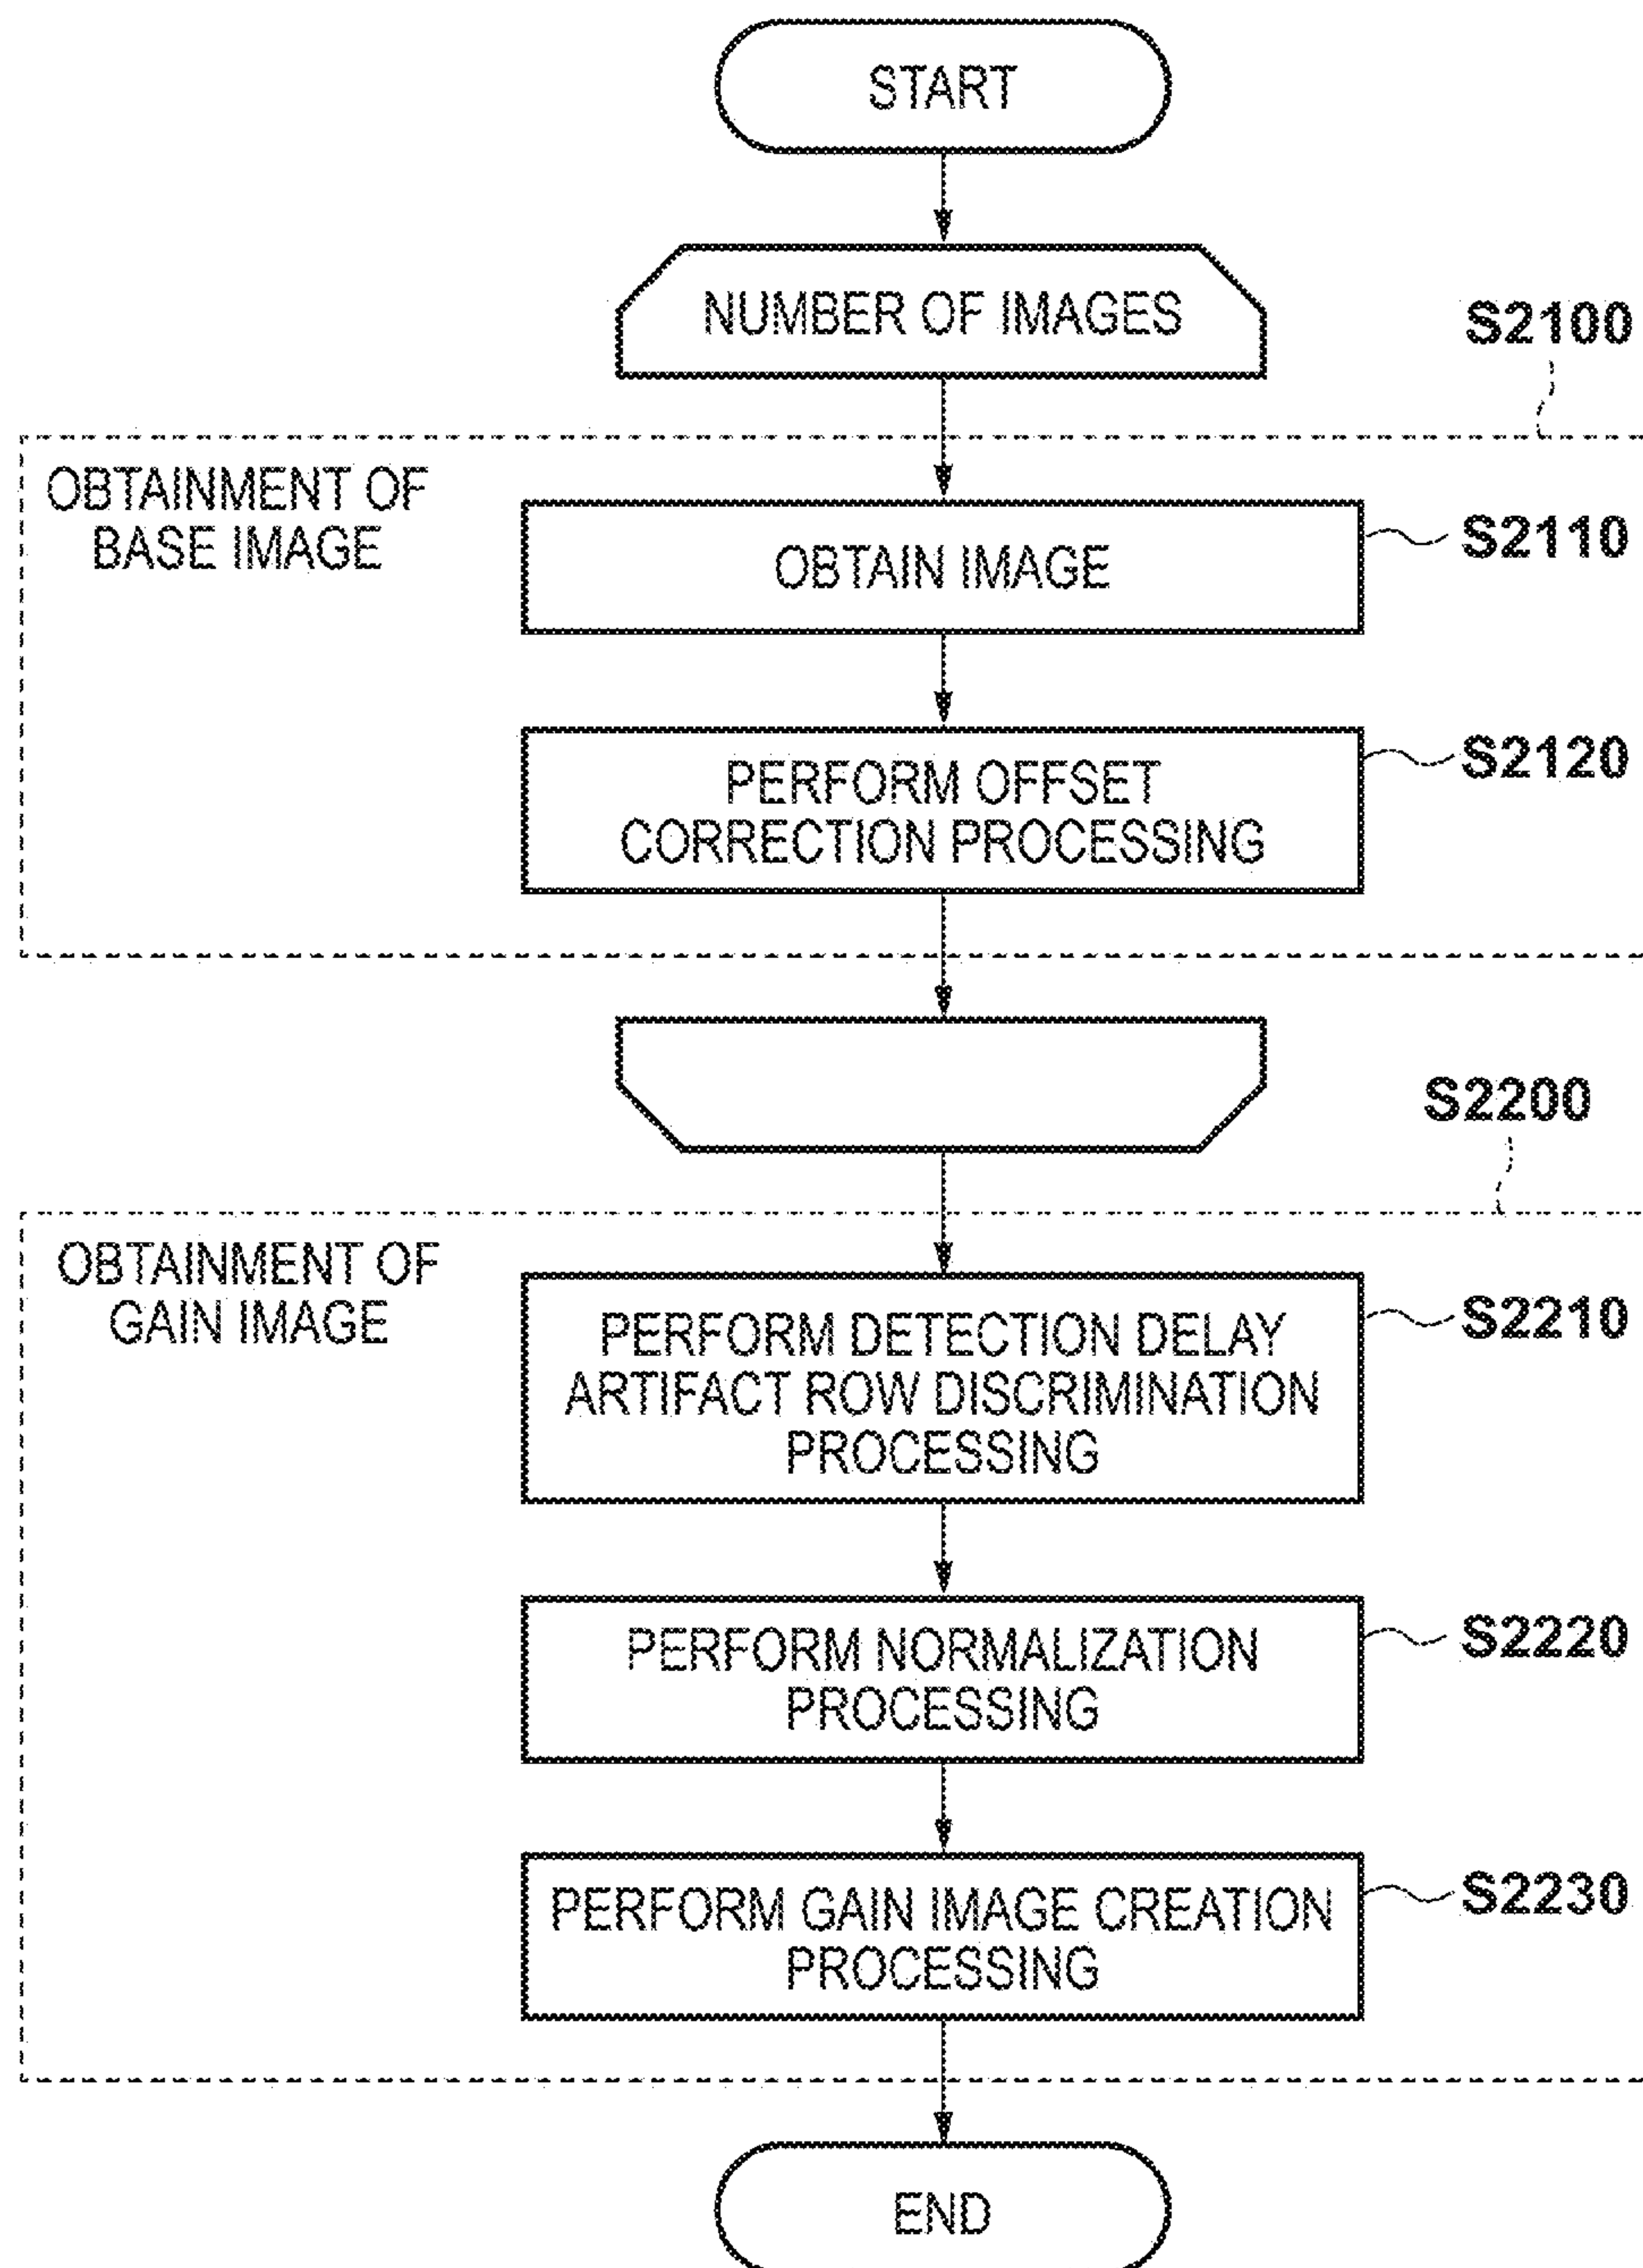 START
NUMBER OF IMAGES
S2100
OBTAINMENT OF
BASE IMAGE
OBTAIN IMAGE
S2110
PERFORM OFFSET
CORRECTION PROCESSING
S2120
S2200
OBTAINMENT OF
GAIN IMAGE
PERFORM DETECTION DELAY
ARTIFACT ROW DISCRIMINATION
PROCESSING
S2210
PERFORM NORMALIZATION
PROCESSING
S2220
PERFORM GAIN IMAGE CREATION
PROCESSING
S2230
END